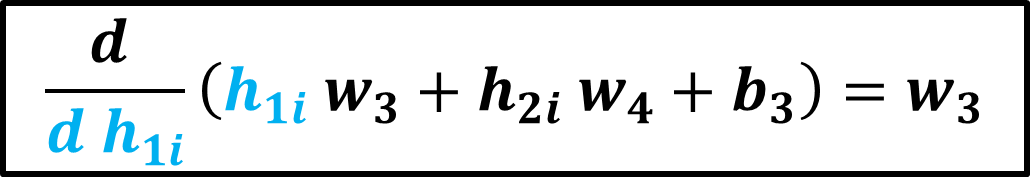 d/(d h₁ᵢ) (h₁ᵢ w₃ + h₂ᵢ w₄ + b₃) = w₃